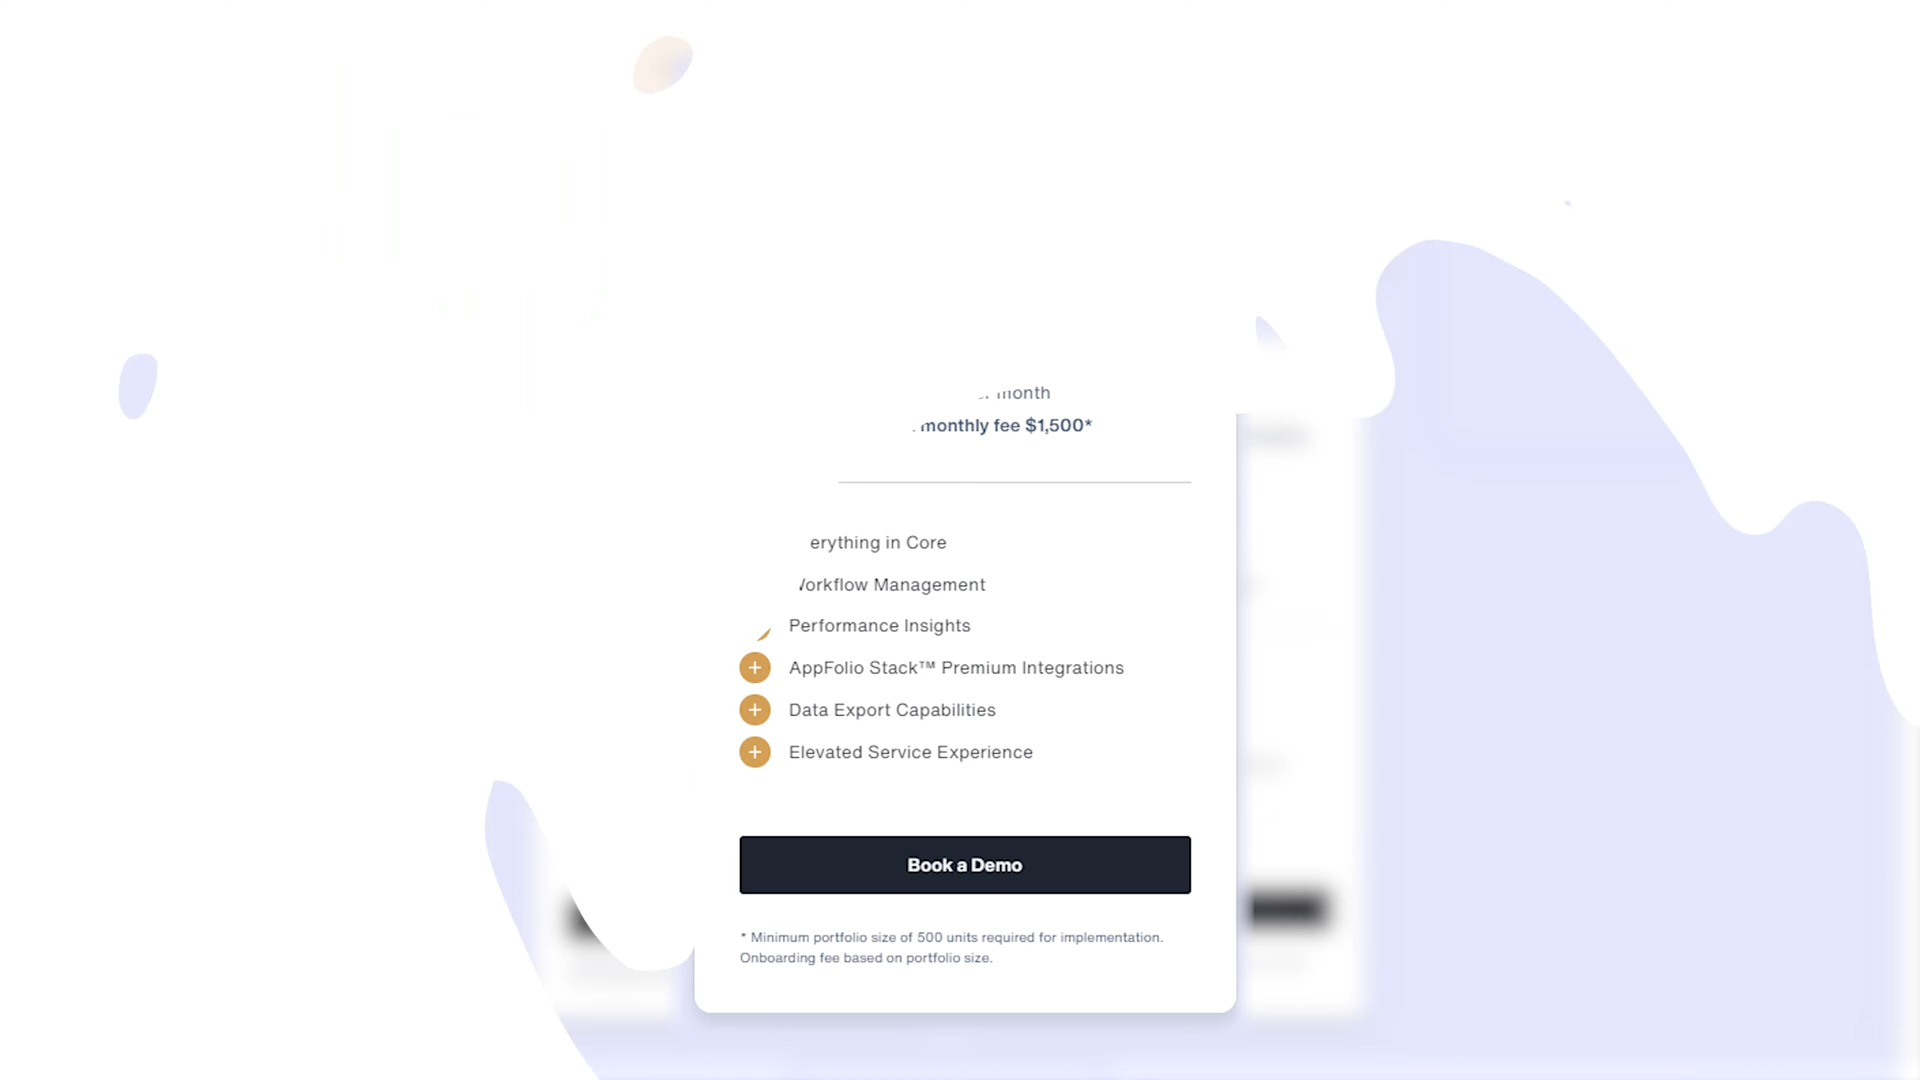 month
monthly fee $1,500*
erything in Core
orkflow Management
Performance Insights
AppFolio Stack™ Premium Integrations
Data Export Capabilities
Elevated Service Experience
Book a Demo
* Minimum portfolio size of 500 units required for implementation.
Onboarding fee based on portfolio size.